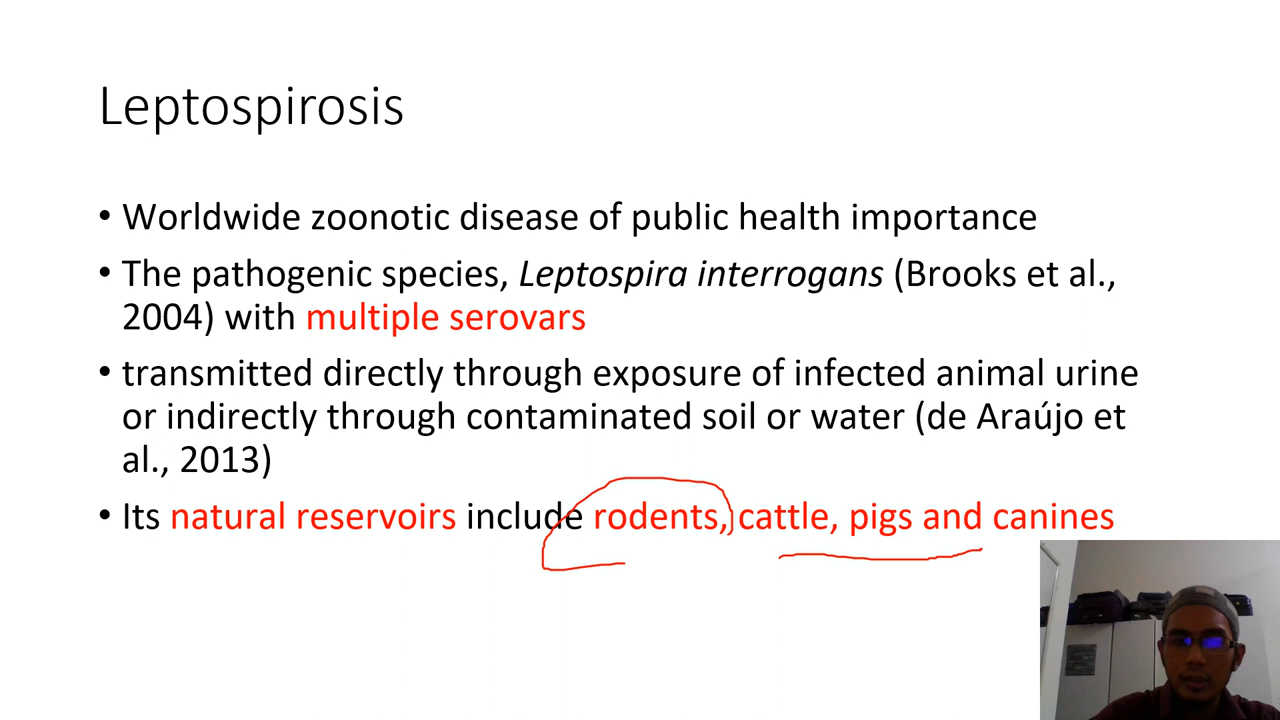 Leptospirosis
• Worldwide zoonotic disease of public health importance
• The pathogenic species, Leptospira interrogans (Brooks et al.,
2004) with multiple serovars
• transmitted directly through exposure of infected animal urine
or indirectly through contaminated soil or water (de Araújo et
al., 2013)
• Its natural reservoirs include rodents, cattle, pigs and canines